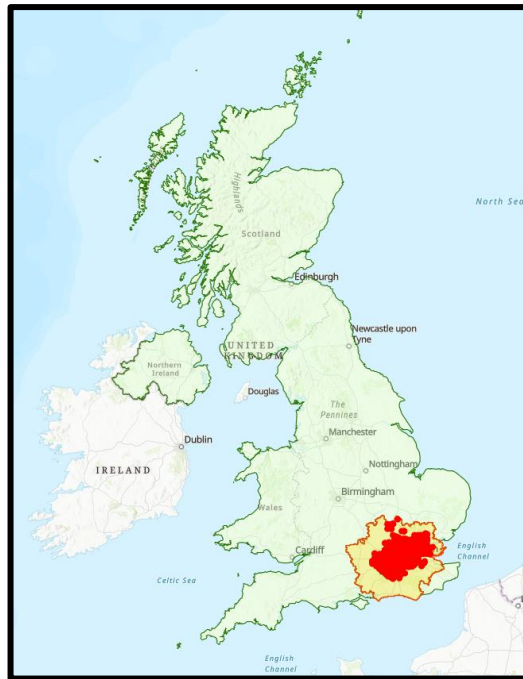 North Sea
Highlands
Scotland
Edinburgh
Newcastle upon
Tyne
UNITED
KINGDOM
Northern
Ireland
Douglas
The
Pennines
Dublin
Manchester
IRELAND
Nottingham
Birmingham
Wales
English
Channel
Cardiff
Celtic Sea
English
Channel